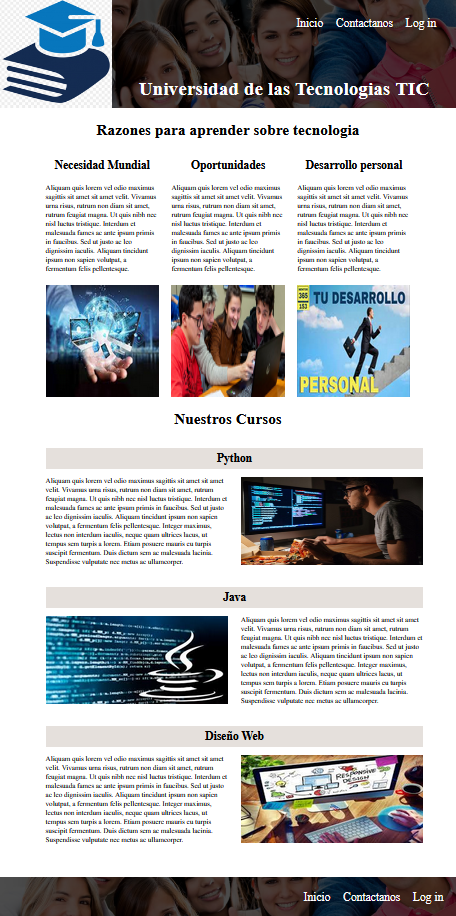 Inicio Contactanos Log in
Universidad de las Tecnologias TIC
Razones para aprender sobre tecnologia
Necesidad Mundial
Aliquam quis lorem vel odio maximus
sagittis sit amet sit amet velit. Vivamus
urna risus, rutrum non diam sit amet,
rutrum feugiat magna. Ut quis nibh nec
nisl luctus tristique. Interdum et
malesuada fames ac ante ipsum primis
in faucibus. Sed ut justo ac leo
dignissim iaculis. Aliquam tincidunt
ipsum non sapien volutpat, a
fermentum felis pellentesque.
Oportunidades
Aliquam quis lorem vel odio maximus
sagittis sit amet sit amet velit. Vivamus
urna risus, rutrum non diam sit amet,
rutrum feugiat magna. Ut quis nibh nec
nisl luctus tristique. Interdum et
malesuada fames ac ante ipsum primis
in faucibus. Sed ut justo ac leo
dignissim iaculis. Aliquam tincidunt
ipsum non sapien volutpat, a
fermentum felis pellentesque.
Desarrollo personal
Aliquam quis lorem vel odio maximus
sagittis sit amet sit amet velit. Vivamus
urna risus, rutrum non diam sit amet,
rutrum feugiat magna. Ut quis nibh nec
nisl luctus tristique. Interdum et
malesuada fames ac ante ipsum primis
in faucibus. Sed ut justo ac leo
dignissim iaculis. Aliquam tincidunt
ipsum non sapien volutpat, a
fermentum felis pellentesque.
365
153
TU DESARROLLO
PERSONAL
Nuestros Cursos
Python
Aliquam quis lorem vel odio maximus sagittis sit amet sit amet
velit. Vivamus urna risus, rutrum non diam sit amet, rutrum
feugiat magna. Ut quis nibh nec nisl luctus tristique. Interdum et
malesuada fames ac ante ipsum primis in faucibus. Sed ut justo
ac leo dignissim iaculis. Aliquam tincidunt ipsum non sapien
volutpat, a fermentum felis pellentesque. Integer maximus,
lectus non interdum iaculis, neque quam ultrices lacus, ut
tempus sem turpis a lorem. Etiam posuere mauris eu turpis
suscipit fermentum. Duis dictum sem ac malesuada lacinia.
Suspendisse vulputate nec metus ac ullamcorper.
Java
Aliquam quis lorem vel odio maximus sagittis sit amet sit amet
velit. Vivamus urna risus, rutrum non diam sit amet, rutrum
feugiat magna. Ut quis nibh nec nisl luctus tristique. Interdum et
malesuada fames ac ante ipsum primis in faucibus. Sed ut justo
ac leo dignissim iaculis. Aliquam tincidunt ipsum non sapien
volutpat, a fermentum felis pellentesque. Integer maximus,
lectus non interdum iaculis, neque quam ultrices lacus, ut
tempus sem turpis a lorem. Etiam posuere mauris eu turpis
suscipit fermentum. Duis dictum sem ac malesuada lacinia.
Suspendisse vulputate nec metus ac ullamcorper.
Diseño Web
Aliquam quis lorem vel odio maximus sagittis sit amet sit amet
velit. Vivamus urna risus, rutrum non diam sit amet, rutrum
feugiat magna. Ut quis nibh nec nisl luctus tristique. Interdum et
malesuada fames ac ante ipsum primis in faucibus. Sed ut justo
ac leo dignissim iaculis. Aliquam tincidunt ipsum non sapien
volutpat, a fermentum felis pellentesque. Integer maximus,
lectus non interdum iaculis, neque quam ultrices lacus, ut
tempus sem turpis a lorem. Etiam posuere mauris eu turpis
suscipit fermentum. Duis dictum sem ac malesuada lacinia.
Suspendisse vulputate nec metus ac ullamcorper.
RESPONSIVE
DESIGN
Inicio Contactanos Log in